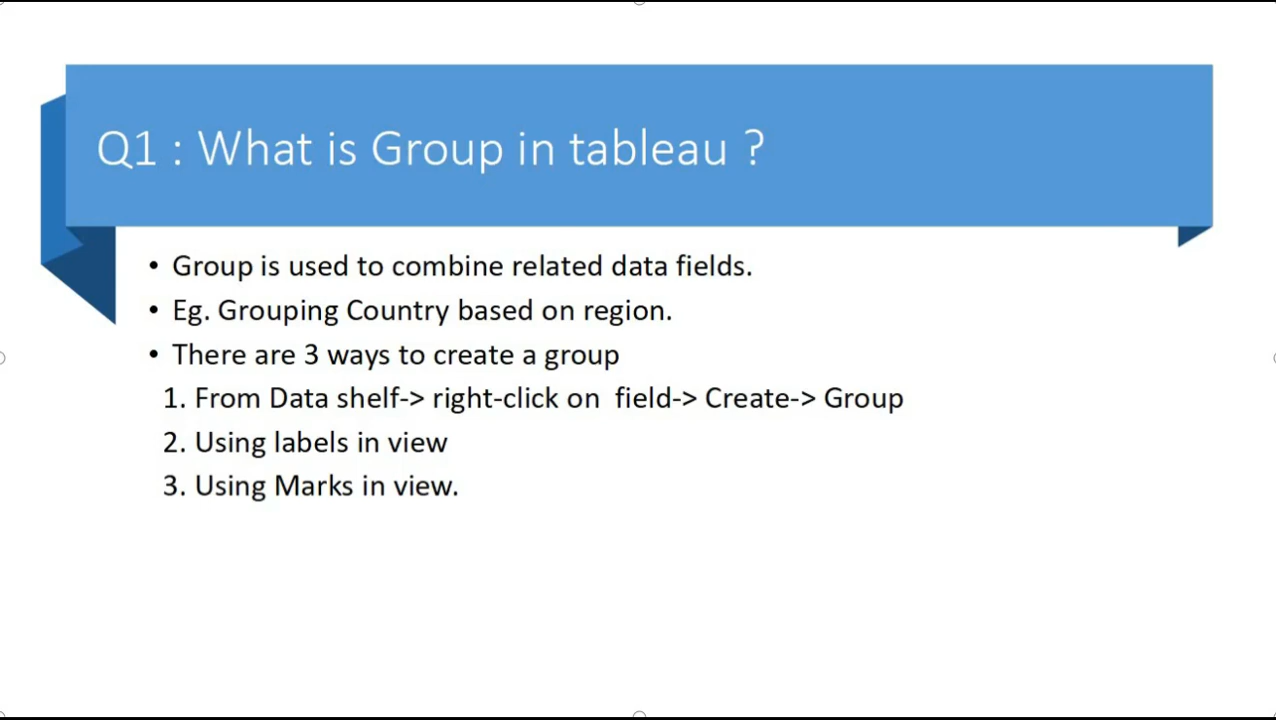 Q1 : What is Group in tableau ?
• Group is used to combine related data fields.
• Eg. Grouping Country based on region.
• There are 3 ways to create a group
1. From Data shelf-> right-click on  field-> Create-> Group
2. Using labels in view
3. Using Marks in view.